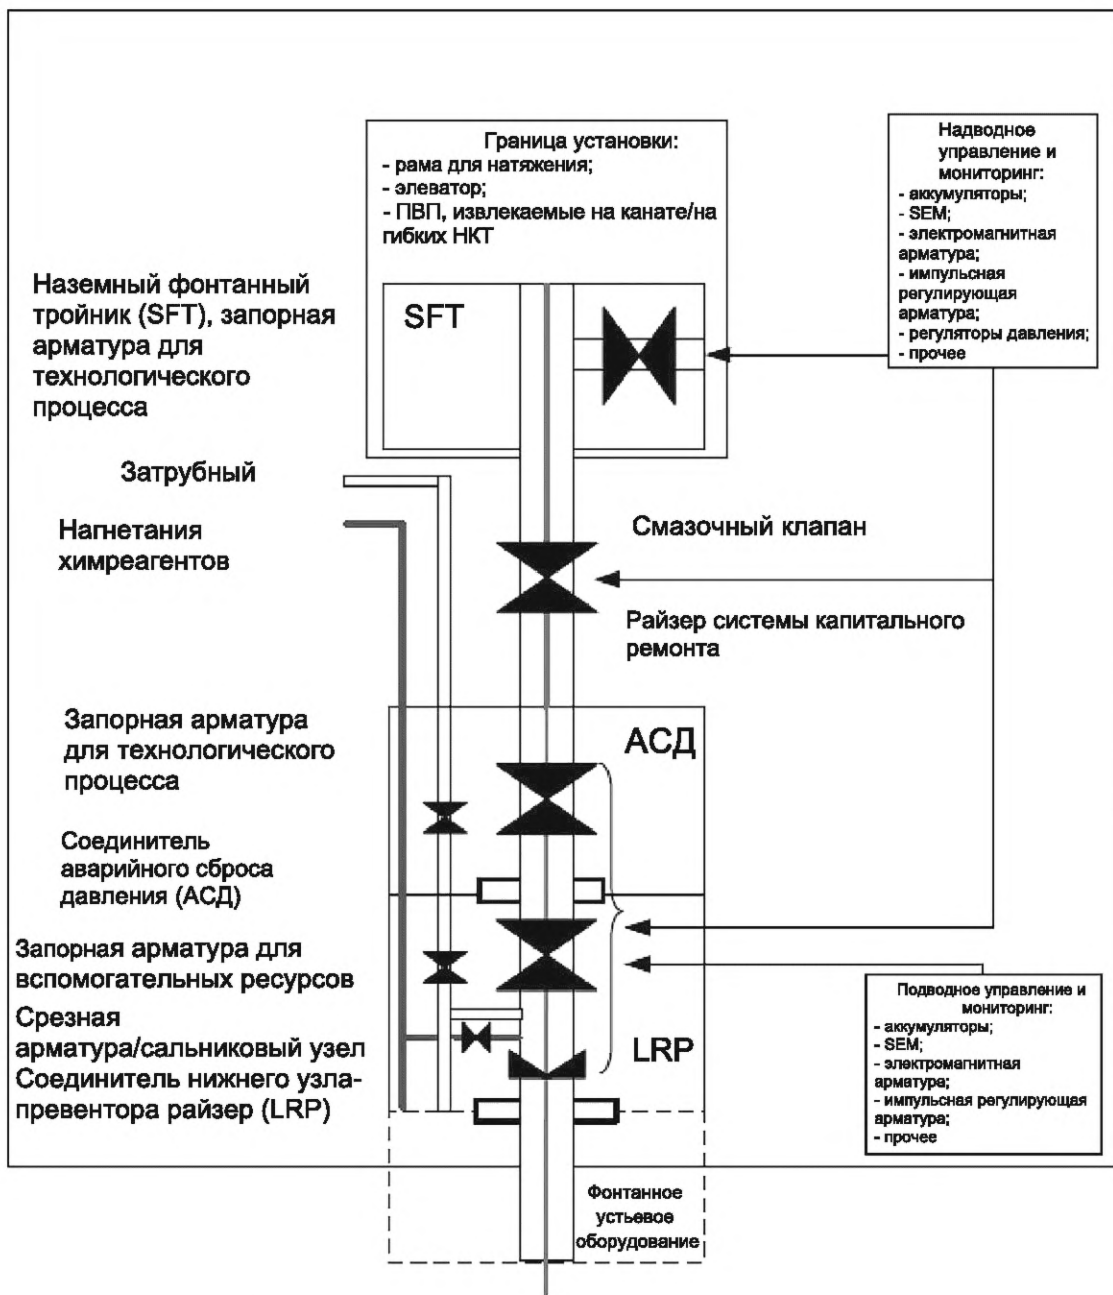 Граница установки:
- рама для натяжения;
- элеватор;
- ПВП, извлекаемые на канате/на
гибких НКТ
Надводное
управление и
мониторинг:
- аккумуляторы;
- SEM;
- электромагнитная
арматура;
- импульсная
регулирующая
арматура;
- регуляторы давления;
- прочее
Наземный фонтанный
тройник (SFT), запорная
арматура для
технологического
процесса
SFT
Затрубный
Нагнетания
химреагентов
Смазочный клапан
Райзер системы капитального
ремонта
Запорная арматура
для технологического
процесса
АСД
Соединитель
аварийного сброса
давления (АСД)
Запорная арматура для
вспомогательных ресурсов
Срезная
арматура/сальниковый узел
Соединитель нижнего узла-
превентора райзер (LRP)
LRP
Подводное управление и
мониторинг:
- аккумуляторы;
- SEM;
- электромагнитная
арматура;
- импульсная регулирующая
арматура;
- прочее
Фонтанное
устьевое
оборудование